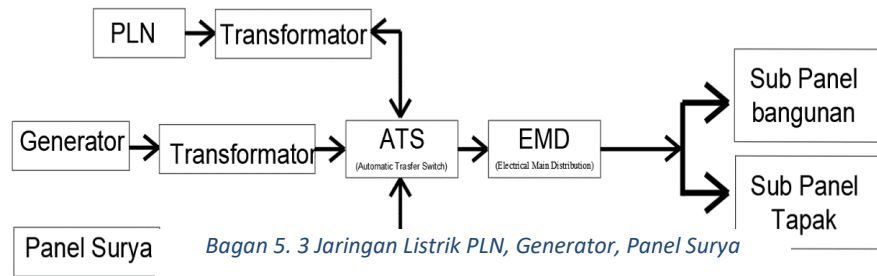 PLN
Transformator
Generator
Transformator
ATS
(Automatic Trasfer Switch)
EMD
(Electrical Main Distribution)
Sub Panel
bangunan
Sub Panel
Tapak
Panel Surya
Bagan 5. 3 Jaringan Listrik PLN, Generator, Panel Surya